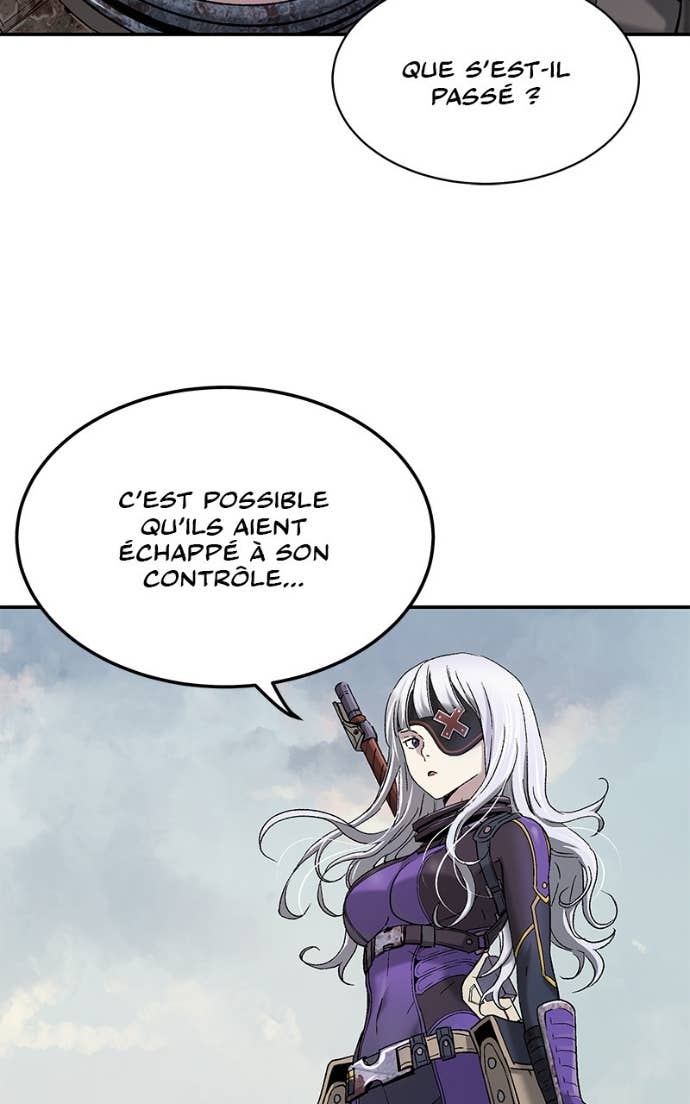 QUE S'EST-IL
PASSÉ ?
C'EST POSSIBLE
QU'ILS AIENT
ÉCHAPPÉ À SON
CONTRÔLE...